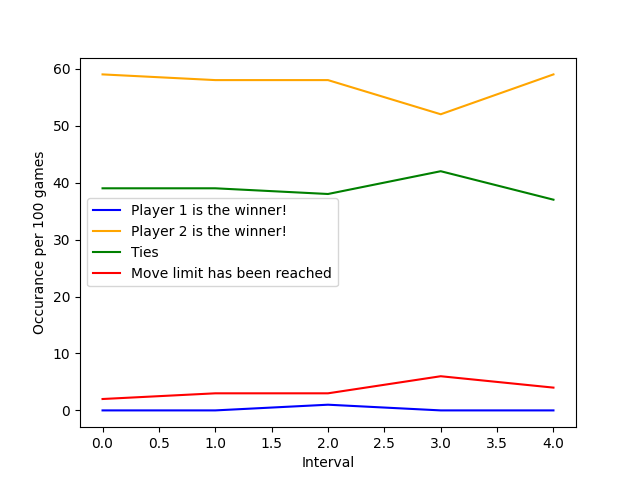 60
50
40
30
20
10
0
Occurance per 100 games
Player 1 is the winner!
Player 2 is the winner!
Ties
Move limit has been reached
0.0 0.5 1.0 1.5 2.0 2.5 3.0 3.5 4.0
Interval